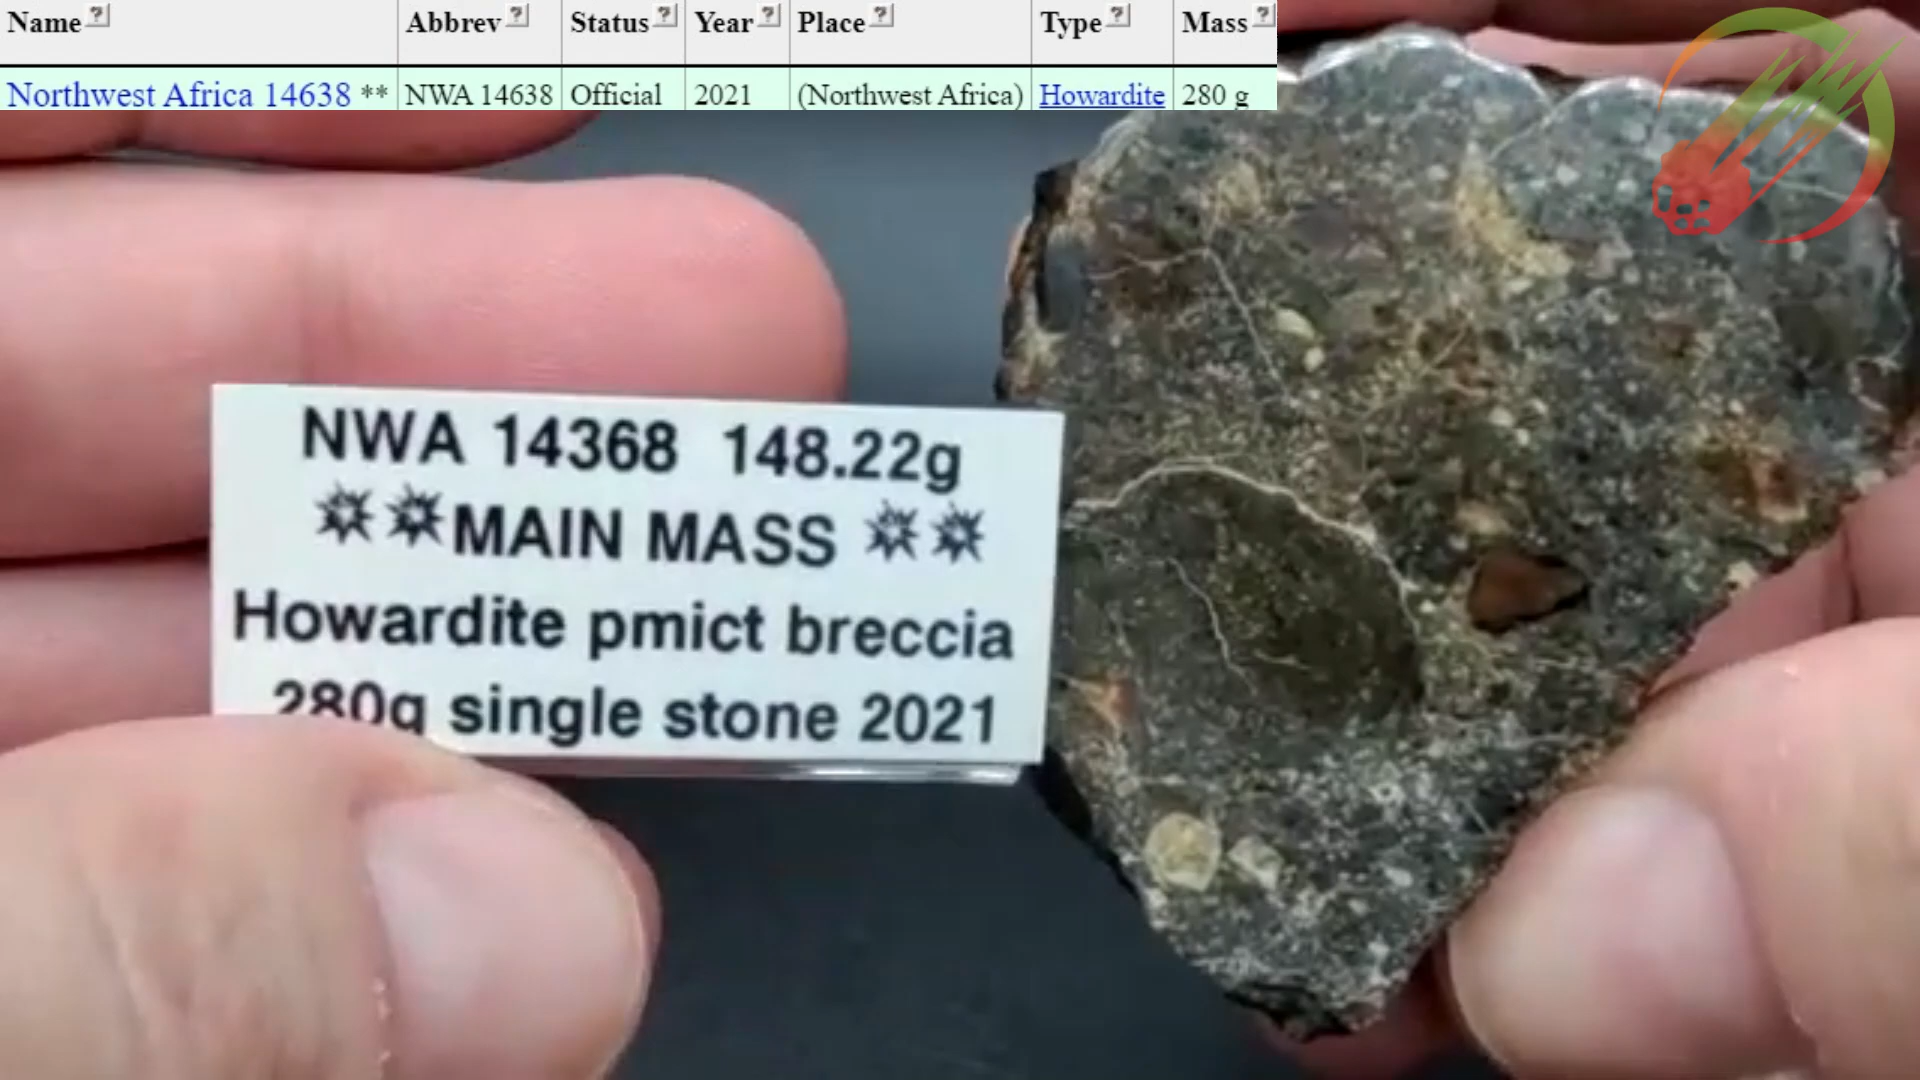 Name ? Abbrev ? Status ? Year ? Place ? Type ? Mass ?
Northwest Africa 14638 ** NWA 14638 Official 2021 (Northwest Africa) Howardite 280 g
NWA 14368 148.22g
**MAIN MASS **
Howardite pmict breccia
280g single stone 2021